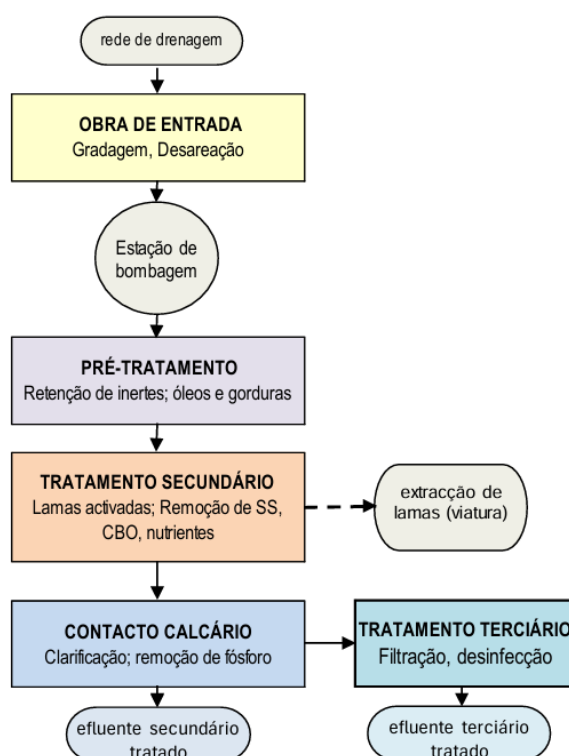 rede de drenagem
OBRA DE ENTRADA
Gradagem, Desareação
Estação de
bombagem
PRÉ-TRATAMENTO
Retenção de inertes; óleos e gorduras
TRATAMENTO SECUNDÁRIO
Lamas activadas; Remoção de SS,
CBO, nutrientes
extracção de
lamas (viatura)
CONTACTO CALCÁRIO
Clarificação; remoção de fósforo
TRATAMENTO TERCIÁRIO
Filtração, desinfecção
efluente secundário
tratado
efluente terciário
tratado